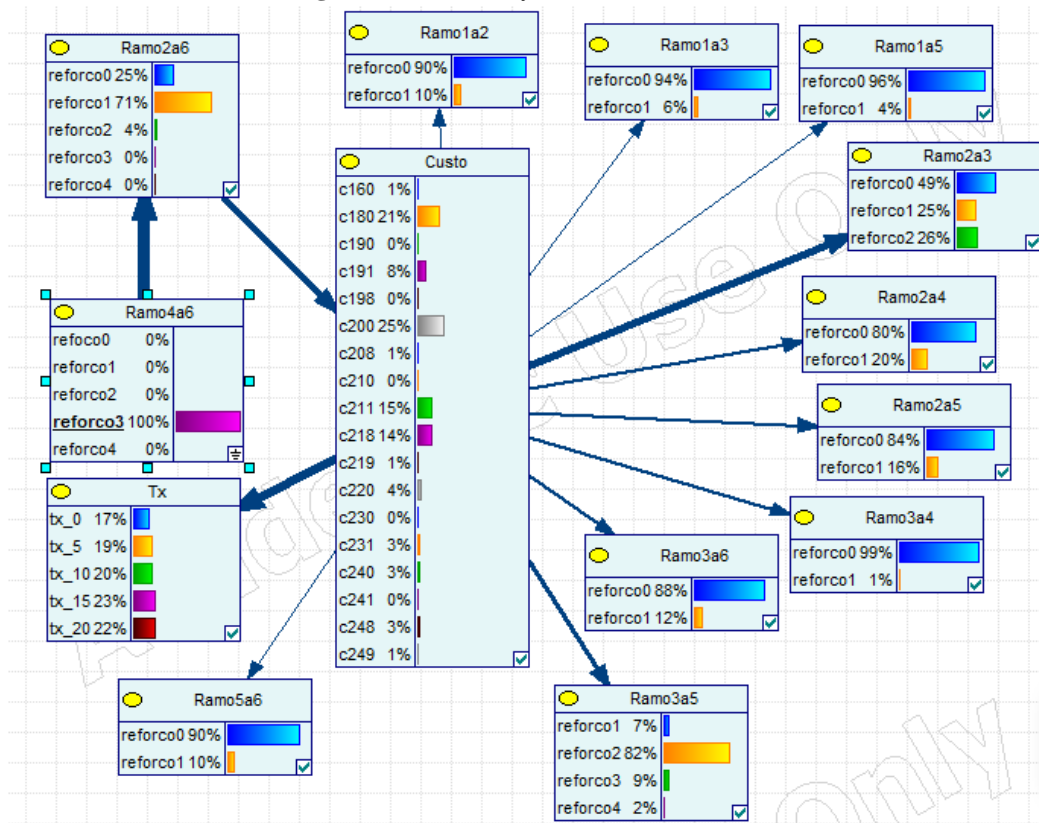 Ramo2a6
reforco0 25%
reforco1 71%
reforco2 4%
reforco3 0%
reforco4 0%
Ramo1a2
reforco0 90%
reforco1 10%
Ramo1a3
reforco0 94%
reforco1 6%
Ramo1a5
reforco0 96%
reforco1 4%
Ramo2a3
reforco0 49%
reforco1 25%
reforco2 26%
Custo
c160 1%
c180 21%
c190 0%
c191 8%
c198 0%
c200 25%
c208 1%
c210 0%
c211 15%
c218 14%
c219 1%
c220 4%
c230 0%
c231 3%
c240 3%
c241 0%
c248 3%
c249 1%
Ramo4a6
refoco0 0%
reforco1 0%
reforco2 0%
reforco3 100%
reforco4 0%
Ramo2a4
reforco0 80%
reforco1 20%
Ramo2a5
reforco0 84%
reforco1 16%
Tx
tx_0 17%
tx_5 19%
tx_10 20%
tx_15 23%
tx_20 22%
Ramo3a4
reforco0 99%
reforco1 1%
Ramo3a6
reforco0 88%
reforco1 12%
Ramo5a6
reforco0 90%
reforco1 10%
Ramo3a5
reforco1 7%
reforco2 82%
reforco3 9%
reforco4 2%
Use Only
Only